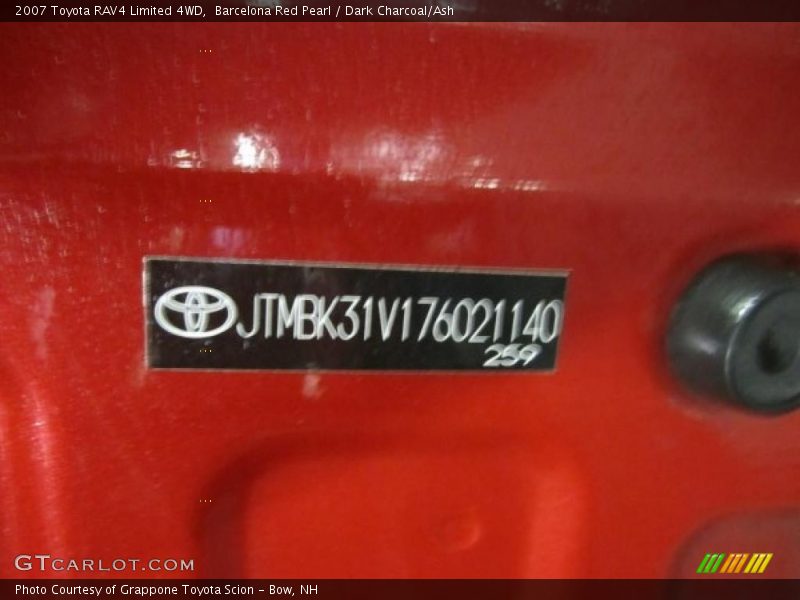 2007 Toyota RAV4 Limited 4WD,  Barcelona Red Pearl / Dark Charcoal/Ash
JTMBK31V176021140
259
GTCARLOT.COM
Photo Courtesy of Grappone Toyota Scion - Bow, NH